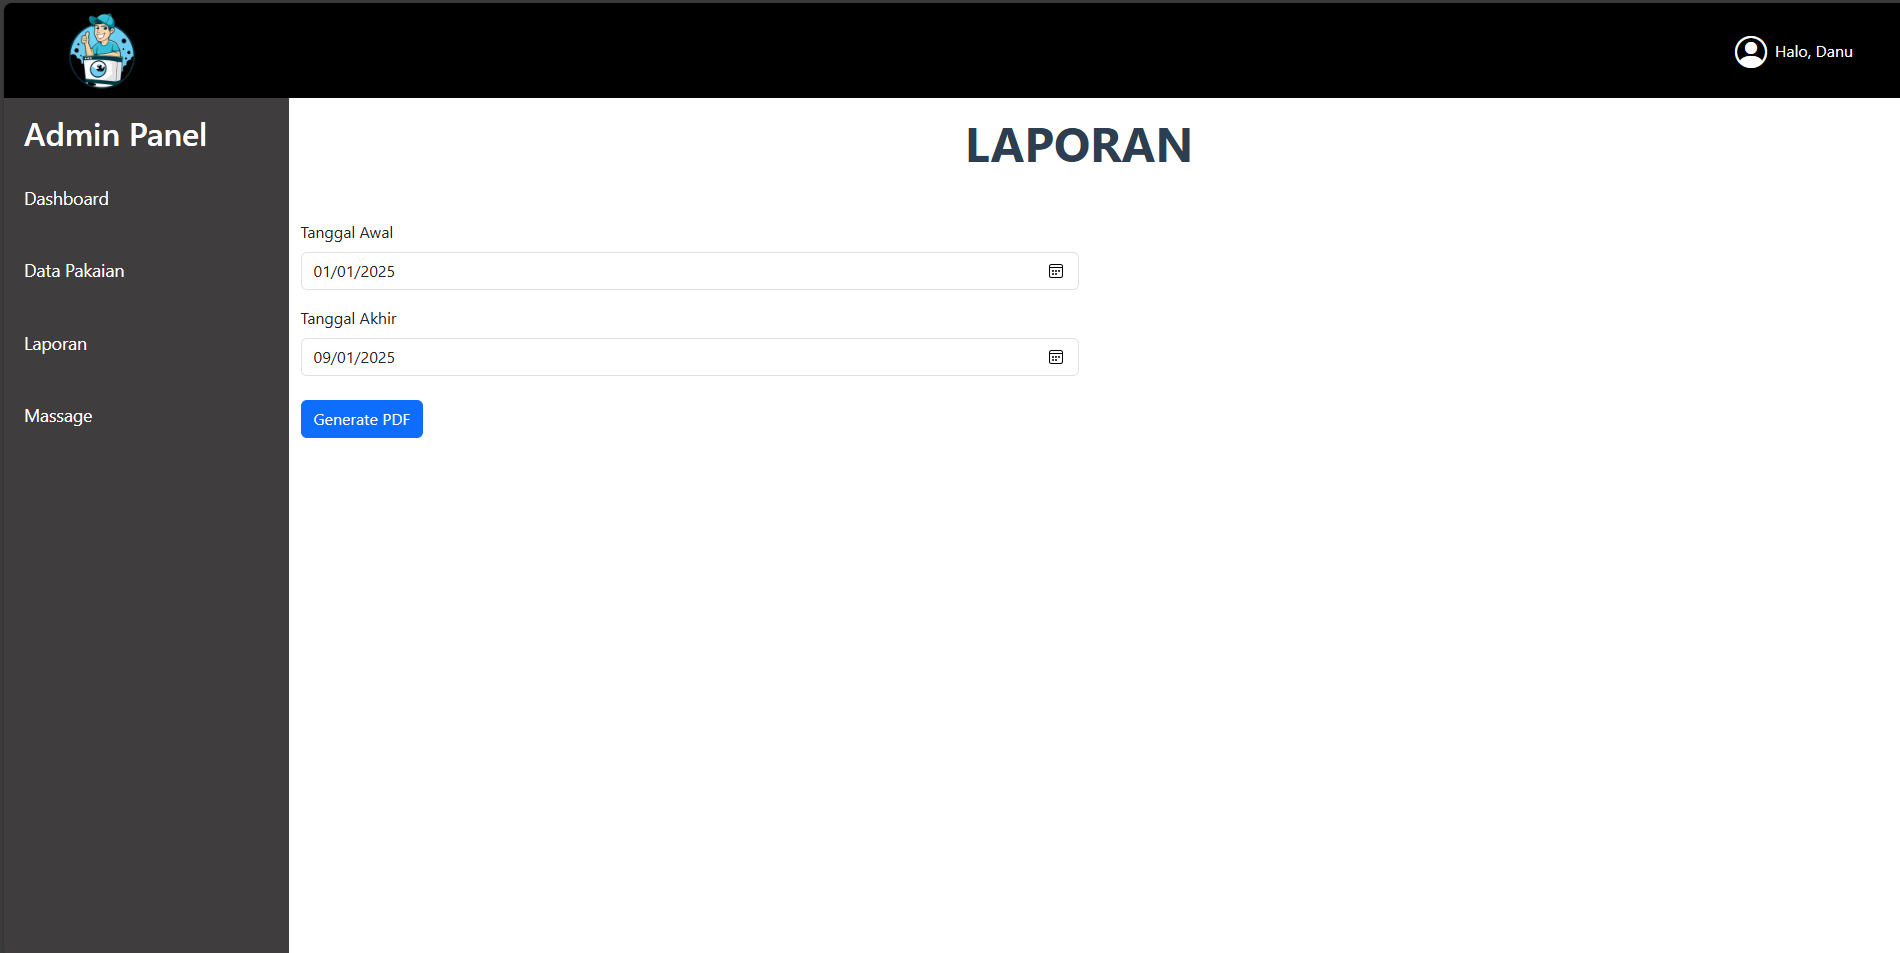 Halo, Danu
Admin Panel
Dashboard
Data Pakaian
Laporan
Massage
LAPORAN
Tanggal Awal
01/01/2025
Tanggal Akhir
09/01/2025
Generate PDF